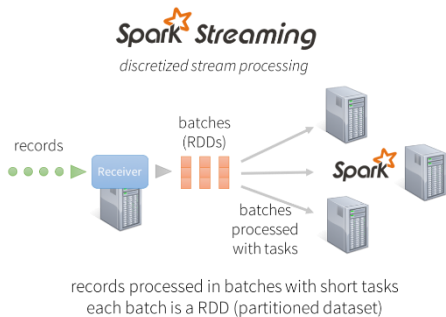 Spark Streaming
discretized stream processing
records
Receiver
batches
(RDDs)
Spark
batches
processed
with tasks
records processed in batches with short tasks
each batch is a RDD (partitioned dataset)